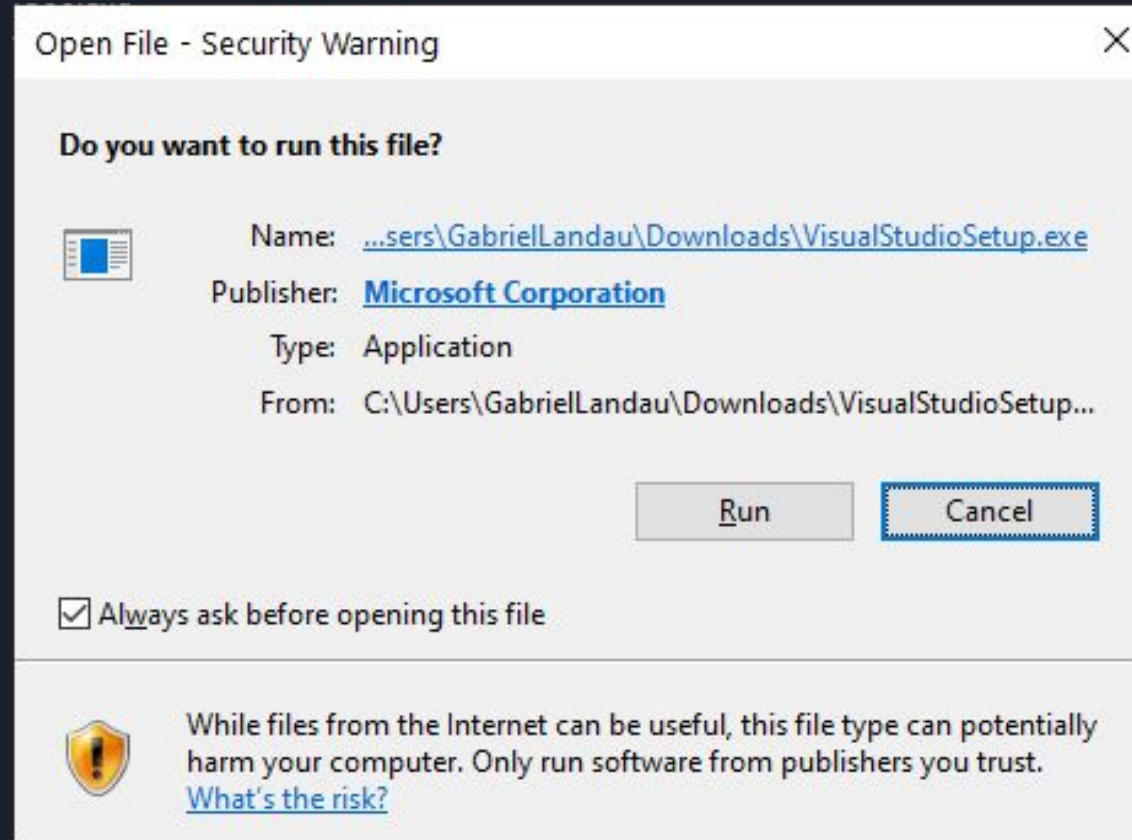 Open File - Security Warning
Do you want to run this file?
Name: ...sers\GabrielLandau\Downloads\VisualStudioSetup.exe
Publisher: Microsoft Corporation
Type: Application
From: C:\Users\GabrielLandau\Downloads\VisualStudioSetup...
Run Cancel
Always ask before opening this file
While files from the Internet can be useful, this file type can potentially
harm your computer. Only run software from publishers you trust.
What's the risk?